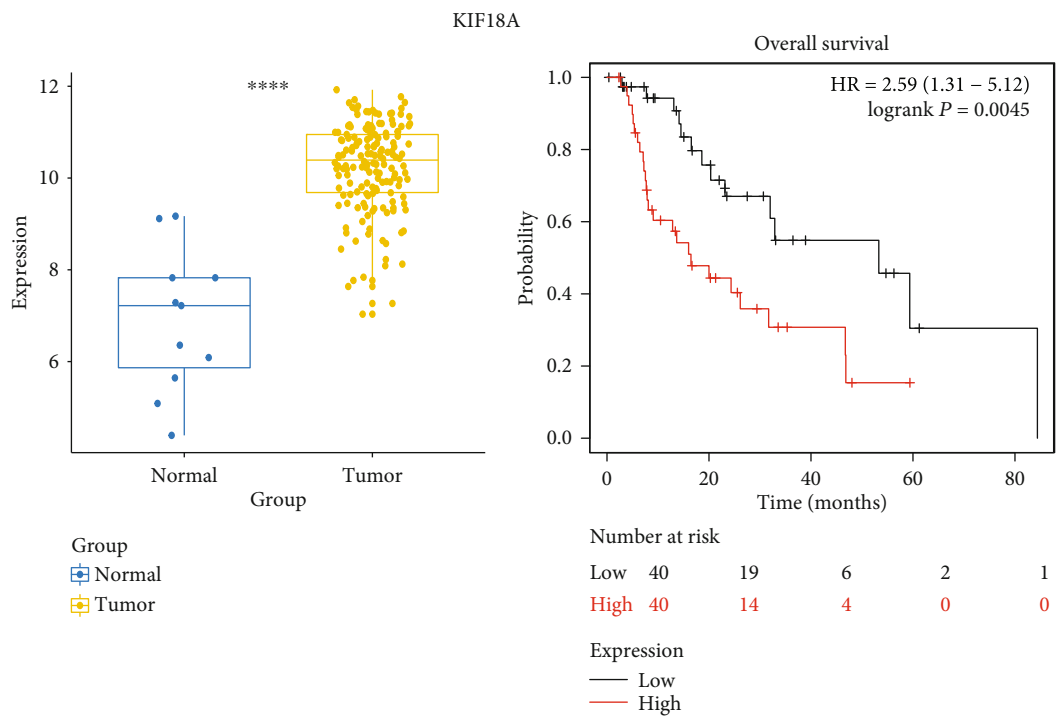 KIF18A
Expression
12
10
8
6
****
Normal
Tumor
Group
Group
Normal
Tumor
Overall survival
Probability
1.0
0.8
0.6
0.4
0.2
0.0
HR = 2.59 (1.31 − 5.12)
logrank P = 0.0045
0 20 40 60 80
Time (months)
Number at risk
Low 40 19 6 2 1
High 40 14 4 0 0
Expression
Low
High